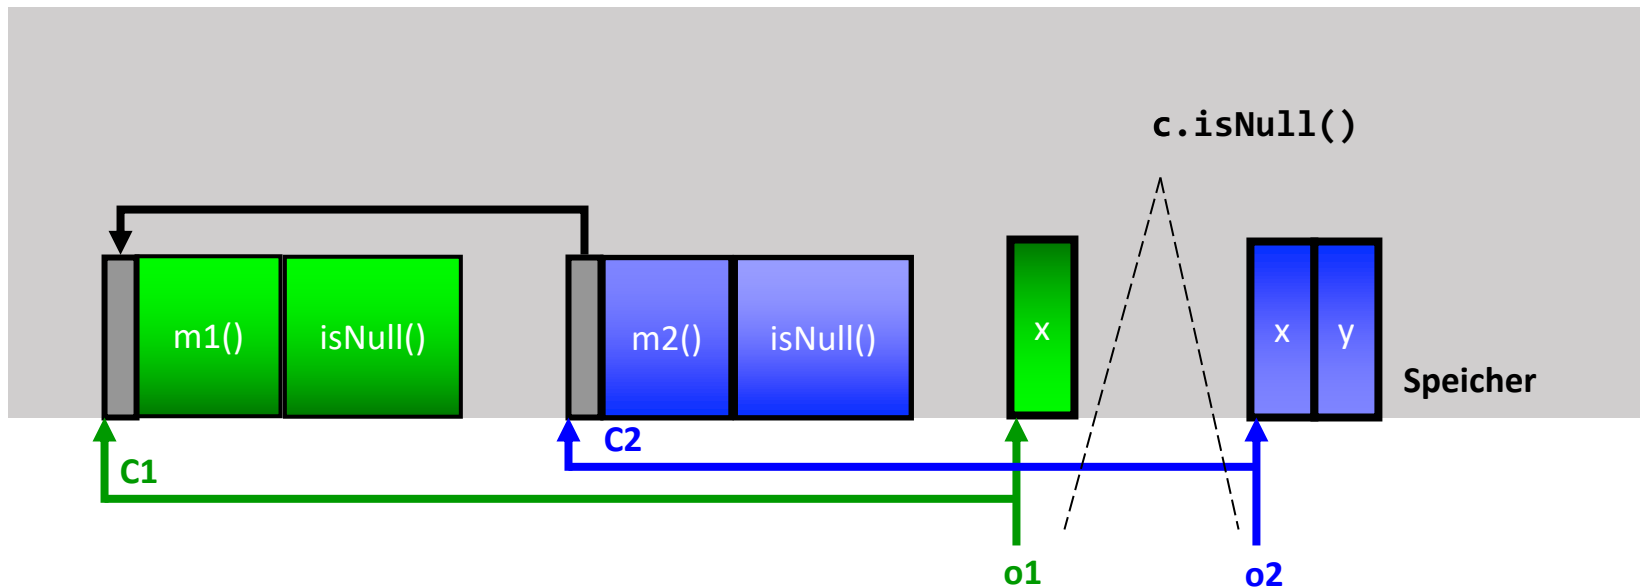 c.isNull()
m1()
isNull()
m2()
isNull()
x
x
y
Speicher
C1
C2
o1
o2